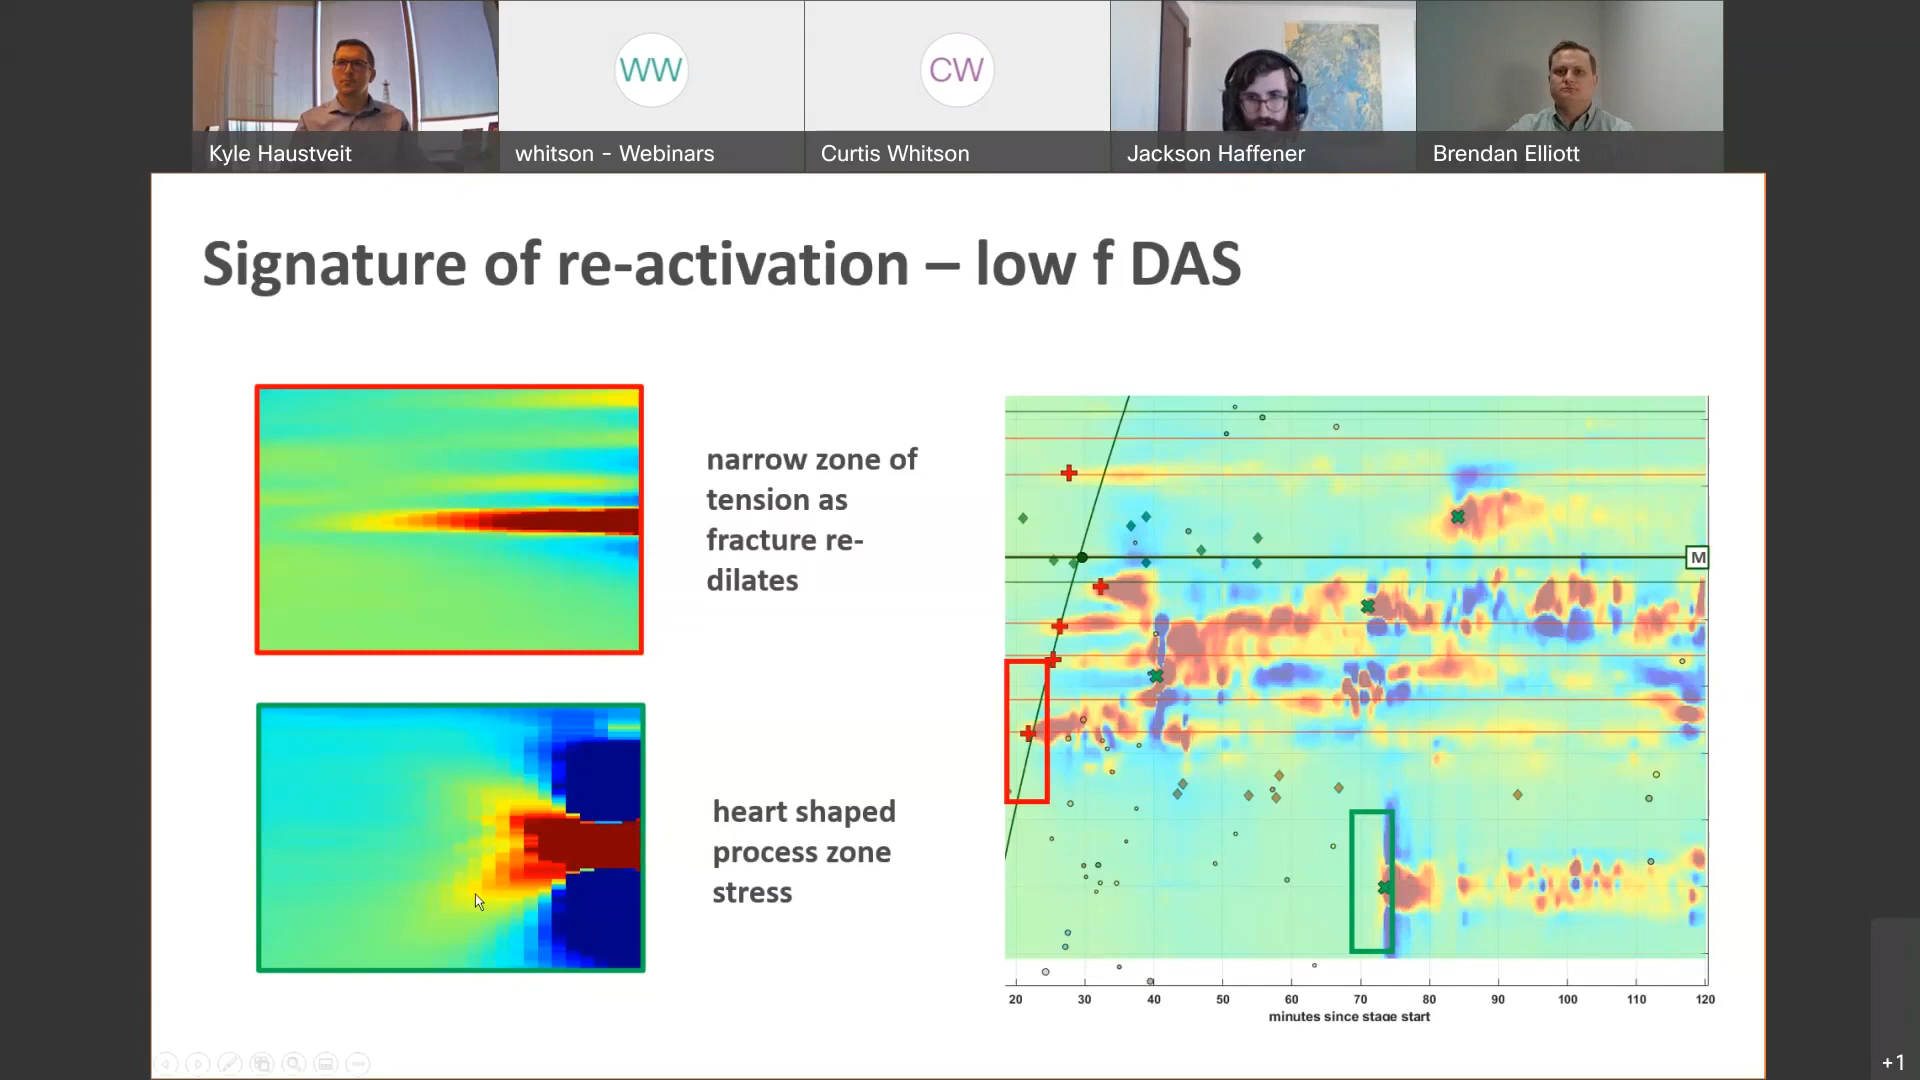 WW
CW
Kyle Haustveit
whitson - Webinars
Curtis Whitson
Jackson Haffener
Brendan Elliott
Signature of re-activation – low f DAS
narrow zone of
tension as
fracture re-
dilates
heart shaped
process zone
stress
M
20 30 40 50 60 70 80 90 100 110 120
minutes since stage start
+1